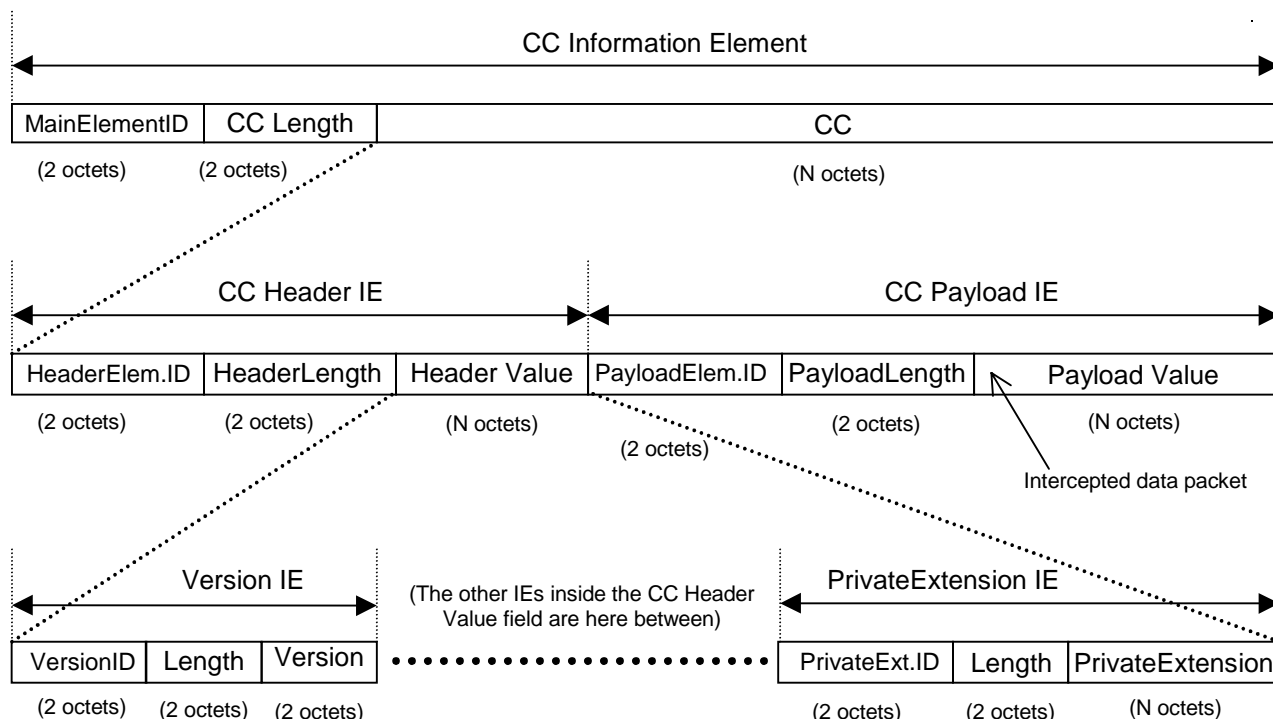 CC Information Element
MainElementID CC Length CC
(2 octets) (2 octets) (N octets)
CC Header IE CC Payload IE
HeaderElem.ID HeaderLength Header Value PayloadElem.ID PayloadLength Payload Value
(2 octets) (2 octets) (N octets) (2 octets) (2 octets) (N octets)
Intercepted data packet
Version IE (The other IEs inside the CC Header PrivateExtension IE
Value field are here between)
VersionID Length Version PrivateExt.ID Length PrivateExtension
(2 octets) (2 octets) (2 octets) (2 octets) (2 octets) (N octets)